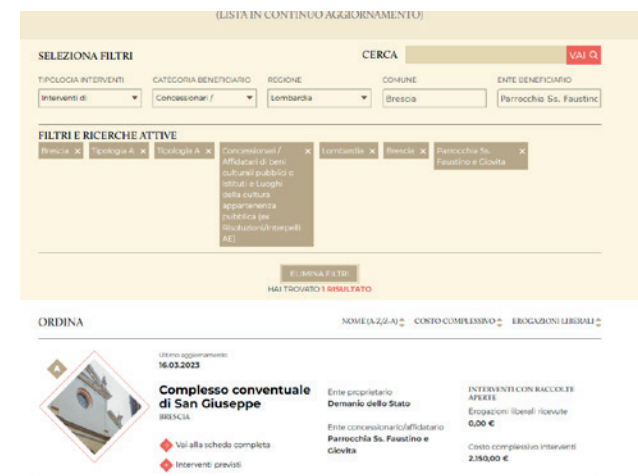 (LISTA IN CONTINUO AGGIORNAMENTO)
SELEZIONA FILTRI
CERCA
VAI
TIPOLOGIA INTERVENTI
CATEGORIA BENEFICIARIO
REGIONE
COMUNE
ENTE BENEFICIARIO
Interventi di
Concessionari /
Lombardia
Brescia
Parrocchia Ss. Faustinc
FILTRI E RICERCHE ATTIVE
Brescia x
Tipologia A x
Tipologia A x
Concessionari / x
Affidatari di beni
culturali pubblici o
Istituti e Luoghi
della cultura
appartenenza
pubblica (ex
Risoluzioni/Interpelli
AE)
Lombardia x
Brescia x
Parrocchia Ss. x
Faustino e Giovita
ELIMINA FILTRI
HAI TROVATO 1 RISULTATO
ORDINA
NOME (A-Z/Z-A)
COSTO COMPLESSIVO
EROGAZIONI LIBERALI
A
Ultimo aggiornamento
16.03.2023
Complesso conventuale
di San Giuseppe
BRESCIA
Vai alla scheda completa
Interventi previsti
Ente proprietario
Demanio dello Stato
Ente concessionario/affidatario
Parrocchia Ss. Faustino e
Giovita
INTERVENTI CON RACCOLTE
APERTE
Erogazioni liberali ricevute
0,00 €
Costo complessivo interventi
2.150,00 €